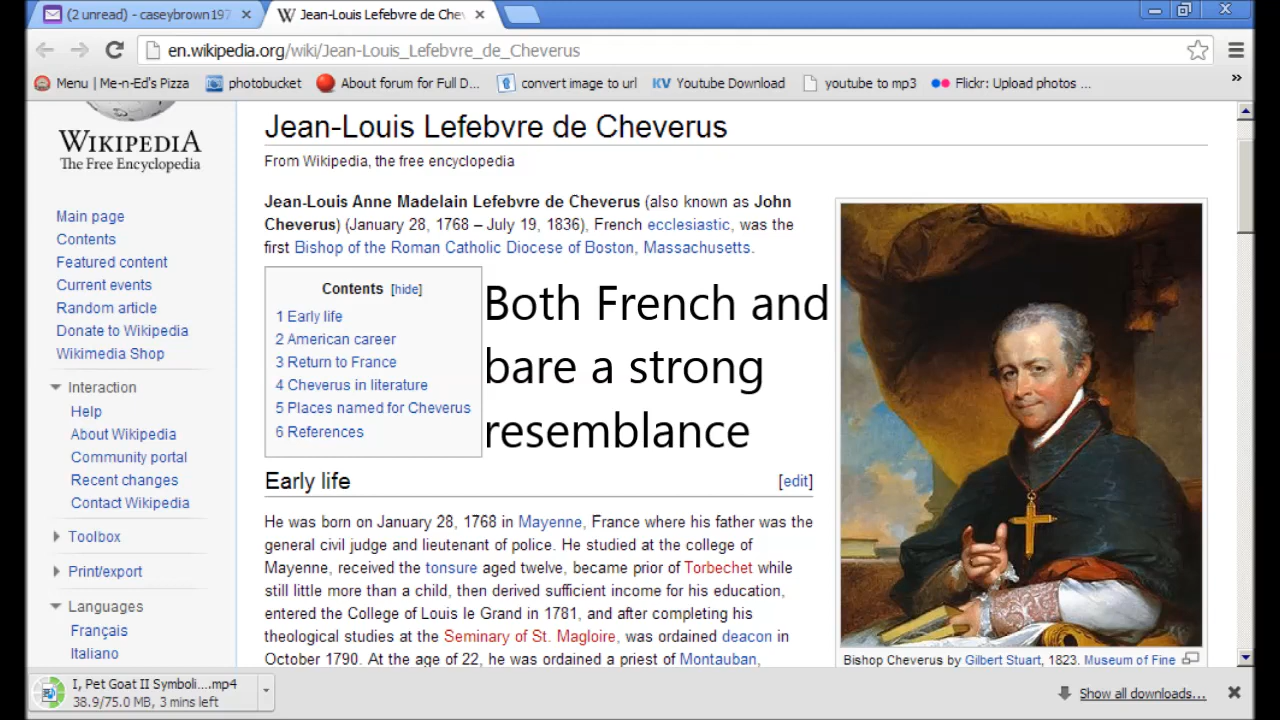 (2 unread) - caseybrown197
Jean-Louis Lefebvre de Chev
en.wikipedia.org/wiki/Jean-Louis_Lefebvre_de_Cheverus
Menu | Me-n-Ed's Pizza
photobucket
About forum for Full D...
convert image to url
KV Youtube Download
youtube to mp3
Flickr: Upload photos ...
»
WIKIPEDIA
The Free Encyclopedia
Main page
Contents
Featured content
Current events
Random article
Donate to Wikipedia
Wikimedia Shop
Interaction
Help
About Wikipedia
Community portal
Recent changes
Contact Wikipedia
Toolbox
Print/export
Languages
Français
Italiano
Jean-Louis Lefebvre de Cheverus
From Wikipedia, the free encyclopedia
Jean-Louis Anne Madelain Lefebvre de Cheverus (also known as John
Cheverus) (January 28, 1768 – July 19, 1836), French ecclesiastic, was the
first Bishop of the Roman Catholic Diocese of Boston, Massachusetts.
Contents [hide]
1 Early life
2 American career
3 Return to France
4 Cheverus in literature
5 Places named for Cheverus
6 References
Both French and
bare a strong
resemblance
Early life [edit]
He was born on January 28, 1768 in Mayenne, France where his father was the
general civil judge and lieutenant of police. He studied at the college of
Mayenne, received the tonsure aged twelve, became prior of Torbechet while
still little more than a child, then derived sufficient income for his education,
entered the College of Louis le Grand in 1781, and after completing his
theological studies at the Seminary of St. Magloire, was ordained deacon in
October 1790. At the age of 22, he was ordained a priest of Montauban,
Bishop Cheverus by Gilbert Stuart, 1823. Museum of Fine
I, Pet Goat II Symboli....mp4
38.9/75.0 MB, 3 mins left
Show all downloads...